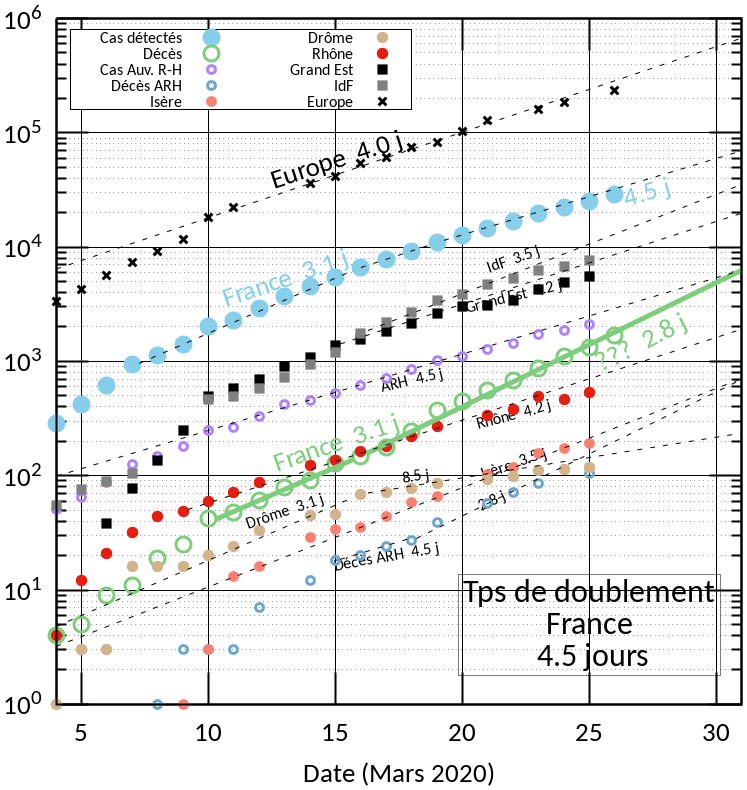 10^6
10^5
10^4
10^3
10^2
10^1
10^0
Cas détectés
Décès
Cas Auv. R-H
Décès ARH
Isère
Drôme
Rhône
Grand Est
IdF
Europe
Europe 4.0 j
4.5 j
France 3.1 j
IdF 3.5 j
Grand Est 4.2 j
??? 2.8 j
ARH 4.5 j
France 3.1 j
Rhône 4.2 j
8.5 j
Isère 3.5 j
Drôme 3.1 j
2.8 j
Décès ARH 4.5 j
Tps de doublement
France
4.5 jours
5 10 15 20 25 30
Date (Mars 2020)